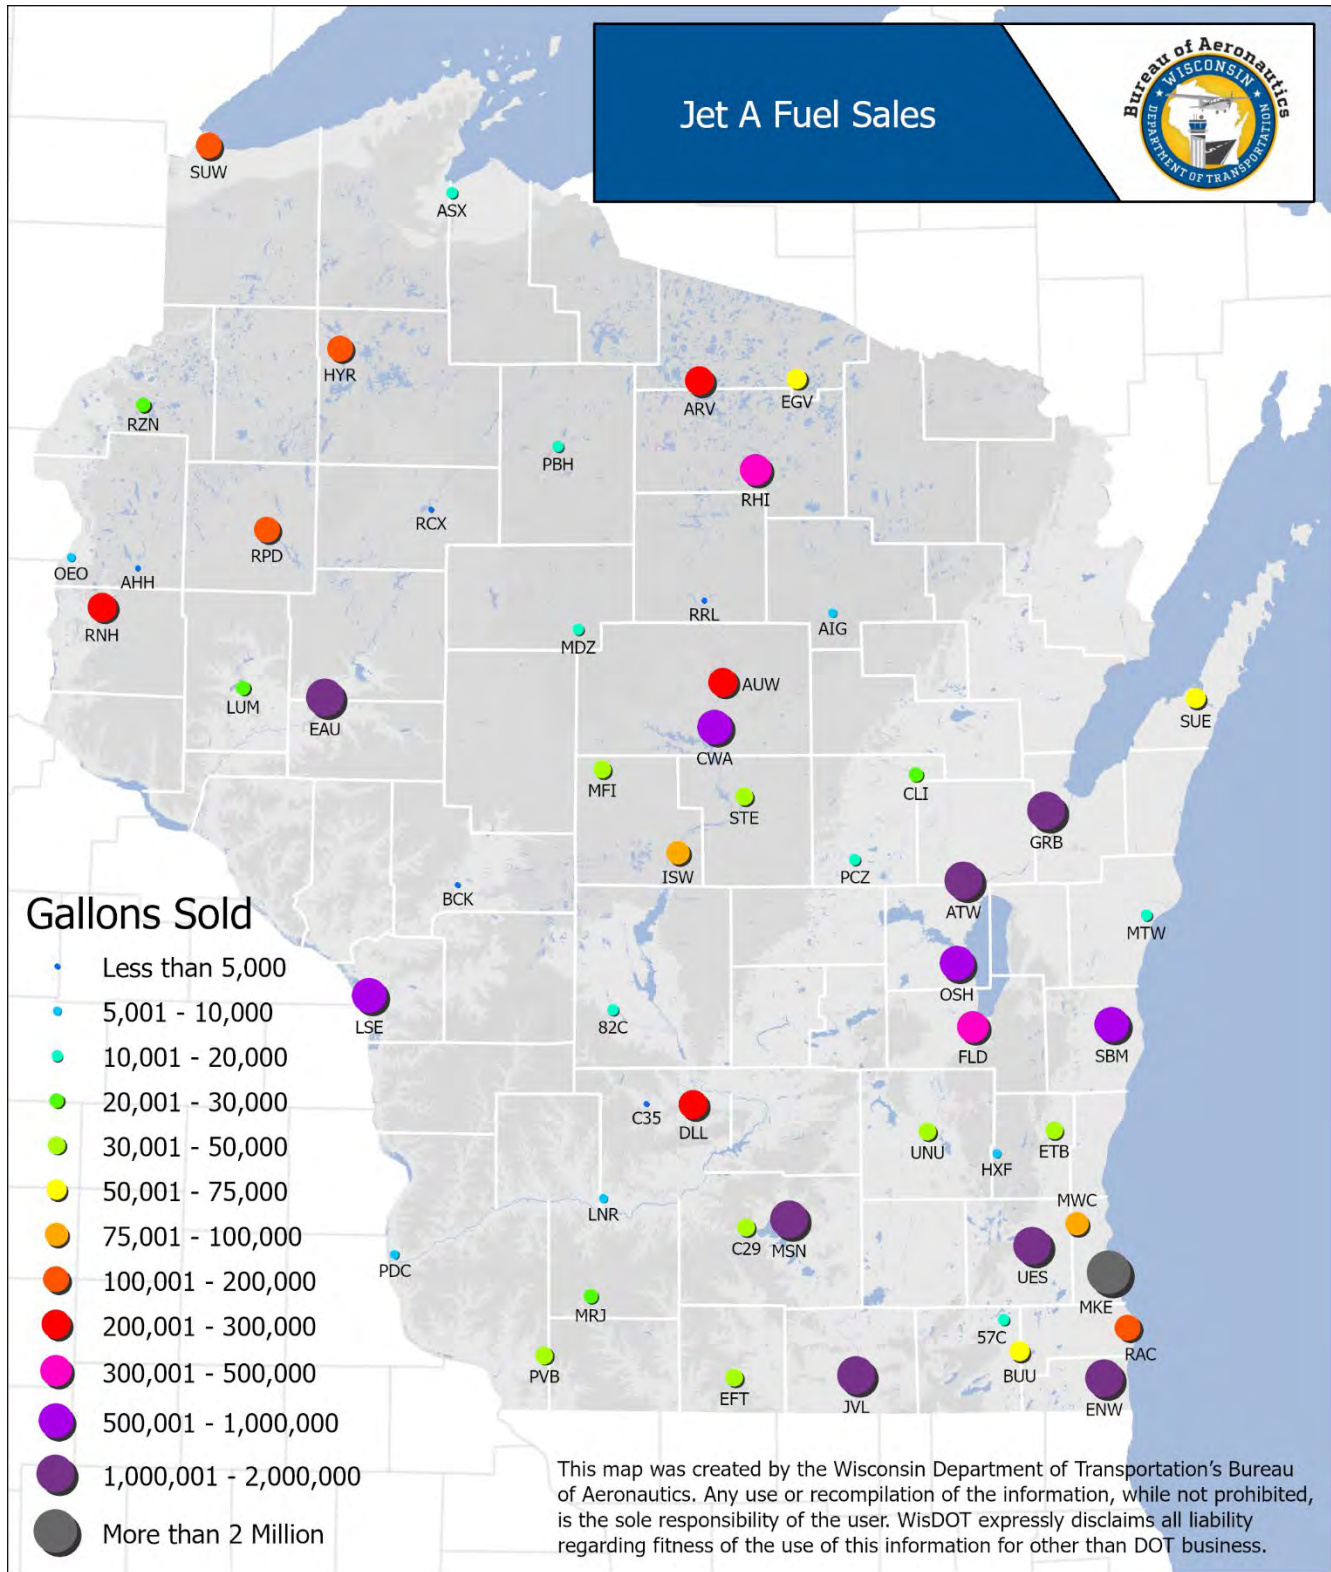 Jet A Fuel Sales
Bureau of Aeronautics
WISCONSIN
DEPARTMENT OF TRANSPORTATION
SUW
ASX
HYR
ARV
EGV
RZN
PBH
RHI
RCX
RPD
OEO
AHH
RNH
RRL
AIG
MDZ
AUW
LUM
EAU
CWA
SUE
MFI
STE
CLI
GRB
ISW
PCZ
BCK
ATW
MTW
OSH
LSE
82C
FLD
SBM
C35
DLL
UNU
HXF
ETB
LNR
MWC
C29
MSN
PDC
UES
MKE
MRJ
57C
RAC
PVB
EFT
JVL
BUU
ENW
Gallons Sold
Less than 5,000
5,001 - 10,000
10,001 - 20,000
20,001 - 30,000
30,001 - 50,000
50,001 - 75,000
75,001 - 100,000
100,001 - 200,000
200,001 - 300,000
300,001 - 500,000
500,001 - 1,000,000
1,000,001 - 2,000,000
More than 2 Million
This map was created by the Wisconsin Department of Transportation's Bureau
of Aeronautics. Any use or recompilation of the information, while not prohibited,
is the sole responsibility of the user. WisDOT expressly disclaims all liability
regarding fitness of the use of this information for other than DOT business.